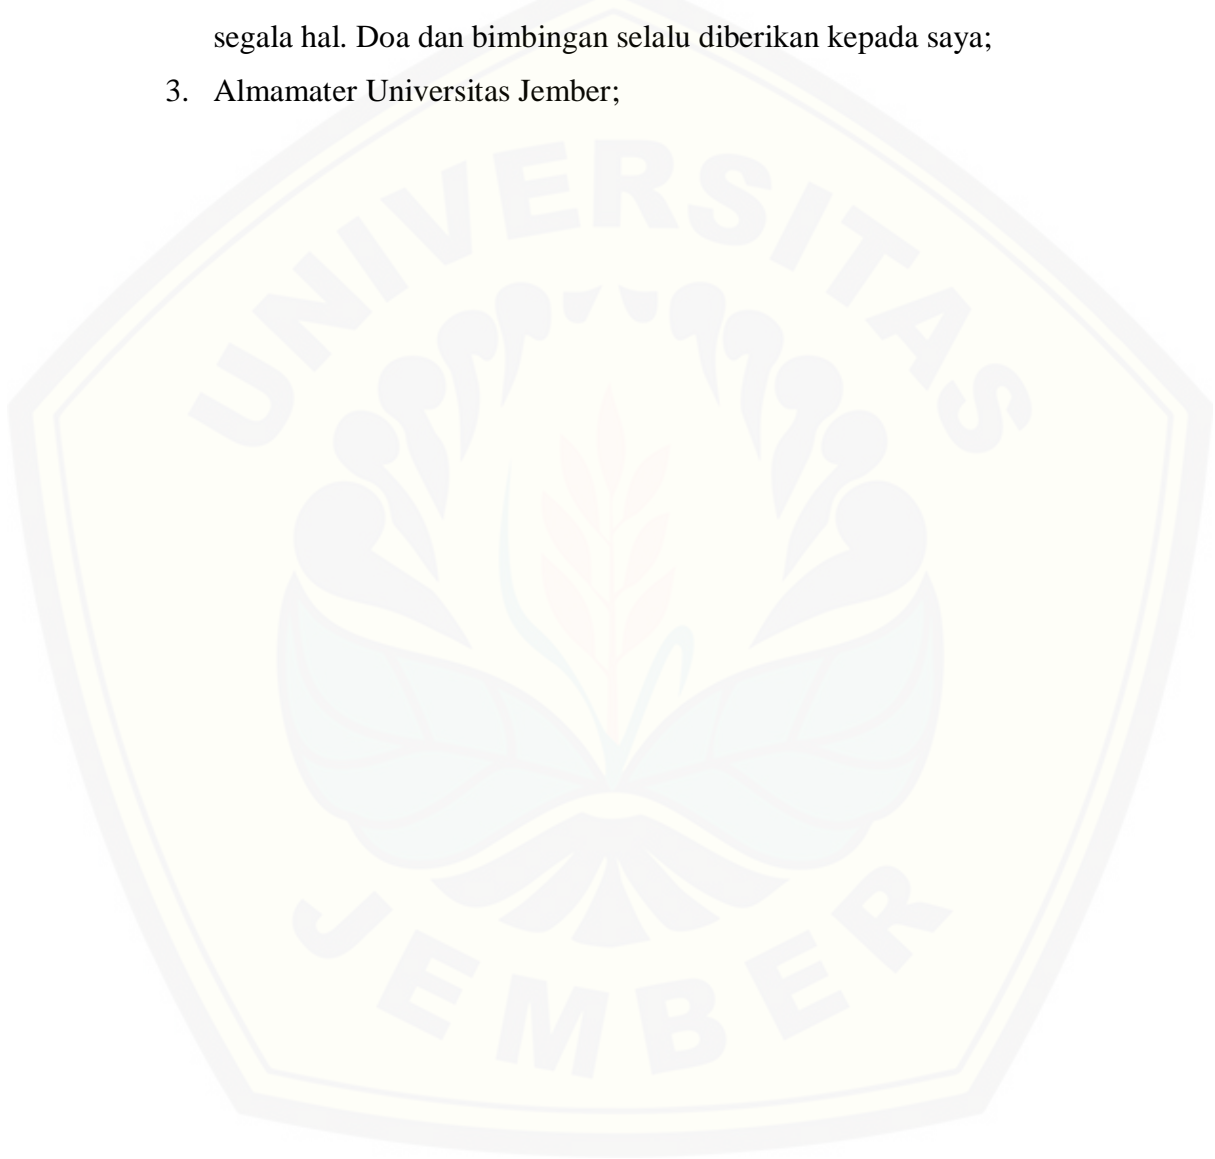 segala hal. Doa dan bimbingan selalu diberikan kepada saya;
3. Almamater Universitas Jember;
UNIVERSITAS
JEMBER